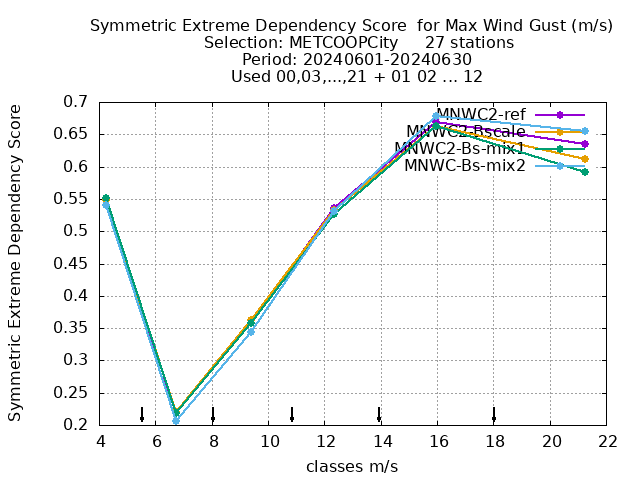 Symmetric Extreme Dependency Score for Max Wind Gust (m/s)
Selection: METCOOPCity 27 stations
Period: 20240601-20240630
Used 00,03,...,21 + 01 02 ... 12
MNWC2-ref
MNWC2-Bscale
MNWC2-Bs-mix1
MNWC-Bs-mix2
Symmetric Extreme Dependency Score
0.7
0.65
0.6
0.55
0.5
0.45
0.4
0.35
0.3
0.25
0.2
4 6 8 10 12 14 16 18 20 22
classes m/s